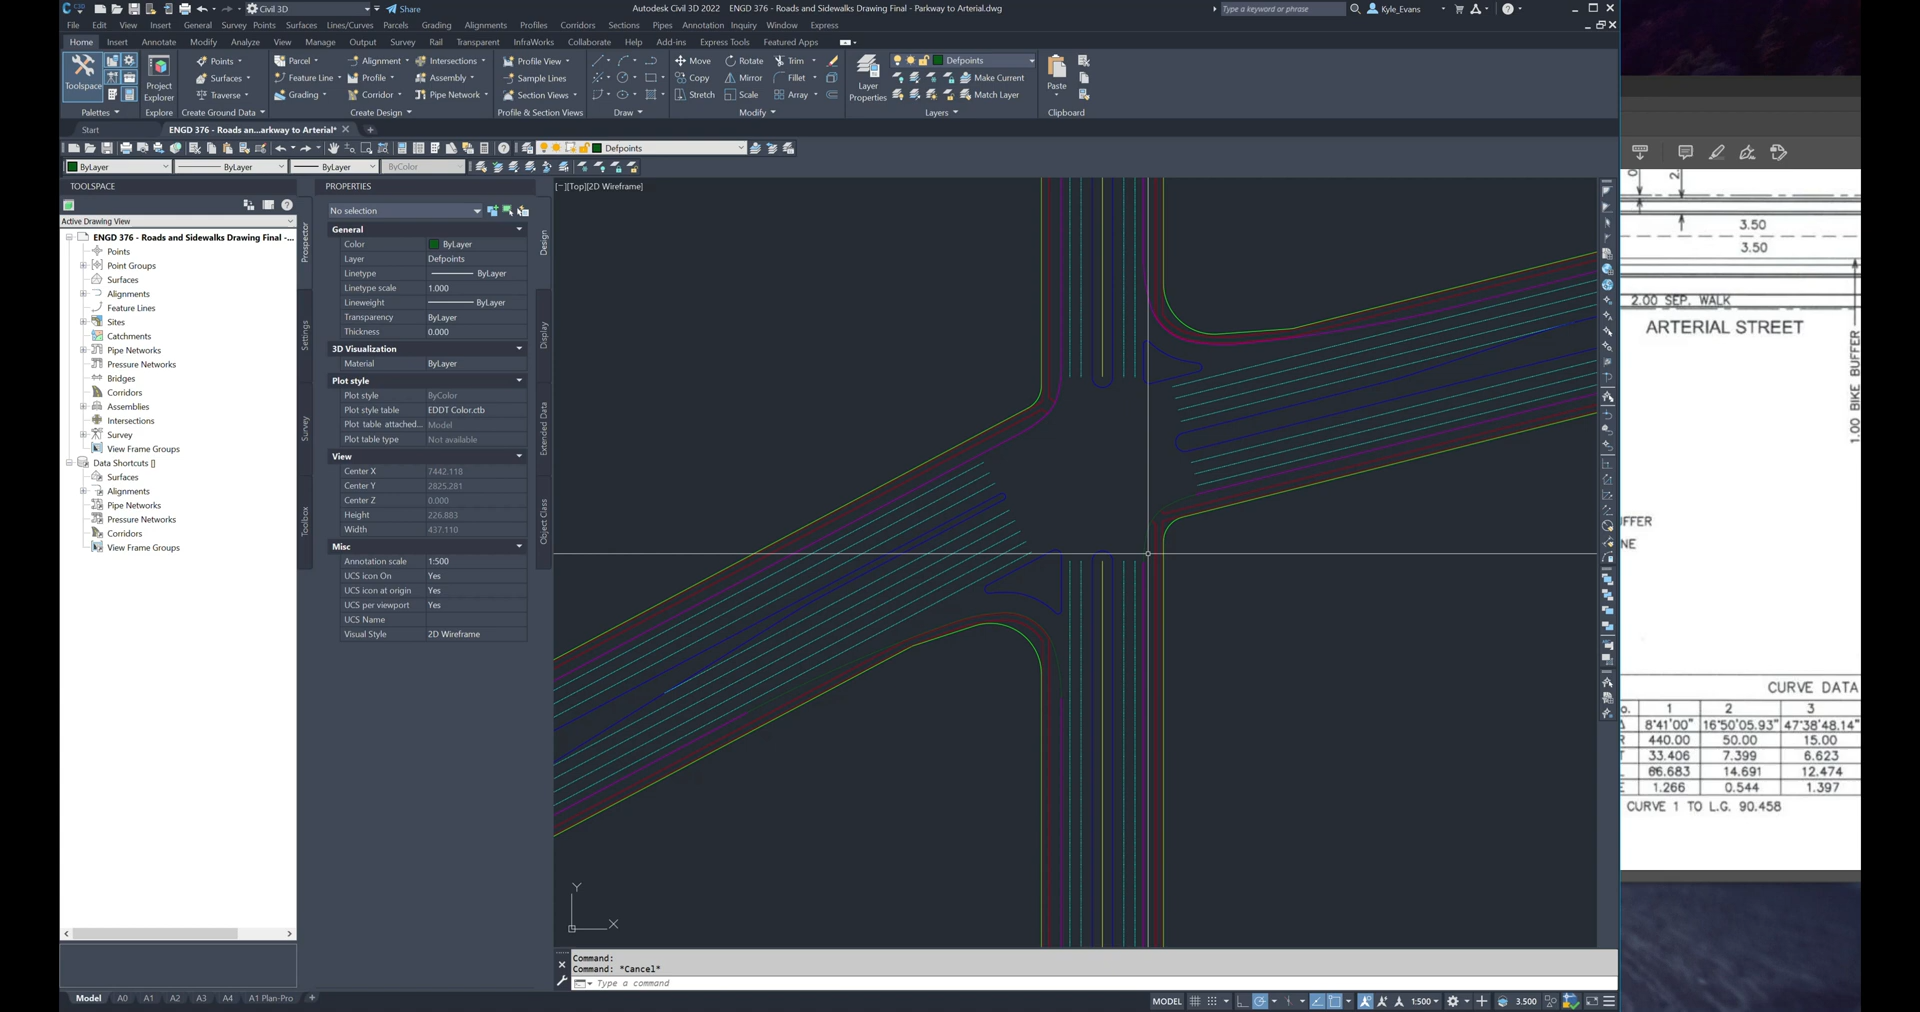 Civil 3D
Share
Autodesk Civil 3D 2022 ENGD 376 - Roads and Sidewalks Drawing Final - Parkway to Arterial.dwg
Type a keyword or phrase
Kyle_Evans
File Edit View Insert General Survey Points Surfaces Lines/Curves Parcels Grading Alignments Profiles Corridors Sections Pipes Annotation Inquiry Window Express
Home Insert Annotate Modify Analyze View Manage Output Survey Rail Transparent InfraWorks Collaborate Help Add-ins Express Tools Featured Apps
Points Parcel Alignment Intersections Profile View Move Rotate Trim Defpoints
Toolspace Project Explorer Surfaces Feature Line Profile Assembly Sample Lines Copy Mirror Fillet Layer Properties Make Current Paste
Traverse Grading Corridor Pipe Network Section Views Stretch Scale Array Match Layer
Palettes Explore Create Ground Data Create Design Profile & Section Views Draw Modify Layers Clipboard
Start ENGD 376 - Roads an...arkway to Arterial*
Defpoints
ByLayer ByLayer ByLayer ByColor
TOOLSPACE
Active Drawing View
ENGD 376 - Roads and Sidewalks Drawing Final -...
Points
Point Groups
Surfaces
Alignments
Feature Lines
Sites
Catchments
Pipe Networks
Pressure Networks
Bridges
Corridors
Assemblies
Intersections
Survey
View Frame Groups
Data Shortcuts []
Surfaces
Alignments
Pipe Networks
Pressure Networks
Corridors
View Frame Groups
Prospector
Settings
Survey
Toolbox
PROPERTIES
No selection
General
Color ByLayer
Layer Defpoints
Linetype ByLayer
Linetype scale 1.000
Lineweight ByLayer
Transparency ByLayer
Thickness 0.000
3D Visualization
Material ByLayer
Plot style
Plot style ByColor
Plot style table EDDT Color.ctb
Plot table attached... Model
Plot table type Not available
View
Center X 7442.118
Center Y 2825.281
Center Z 0.000
Height 226.883
Width 437.110
Misc
Annotation scale 1:500
UCS icon On Yes
UCS icon at origin Yes
UCS per viewport Yes
UCS Name
Visual Style 2D Wireframe
Design
Display
Extended Data
Object Class
[−][Top][2D Wireframe]
Y
X
Command:
Command: *Cancel*
Type a command
Model A0 A1 A2 A3 A4 A1 Plan-Pro
MODEL 1:500 3.500
3.50
3.50
2.00 SEP. WALK
ARTERIAL STREET
1.00 BIKE BUFFER
FFER
NE
CURVE DATA
o. 1 2 3
8°41'00" 16°50'05.93" 47°38'48.14"
R 440.00 50.00 15.00
T 33.406 7.399 6.623
L 66.683 14.691 12.474
E 1.266 0.544 1.397
CURVE 1 TO L.G. 90.458